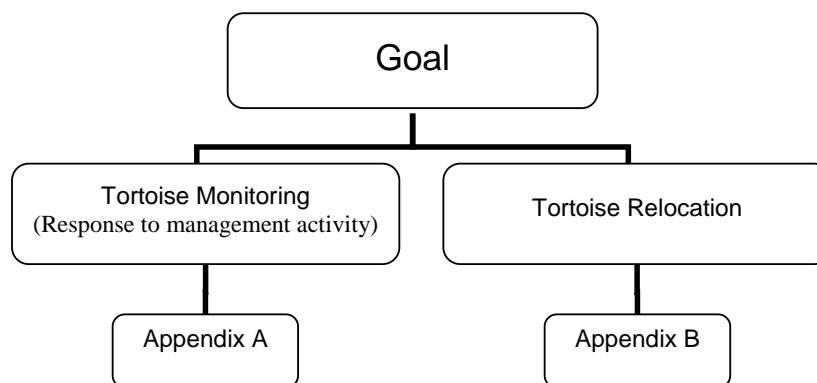 Goal
Tortoise Monitoring
(Response to management activity)
Tortoise Relocation
Appendix A
Appendix B